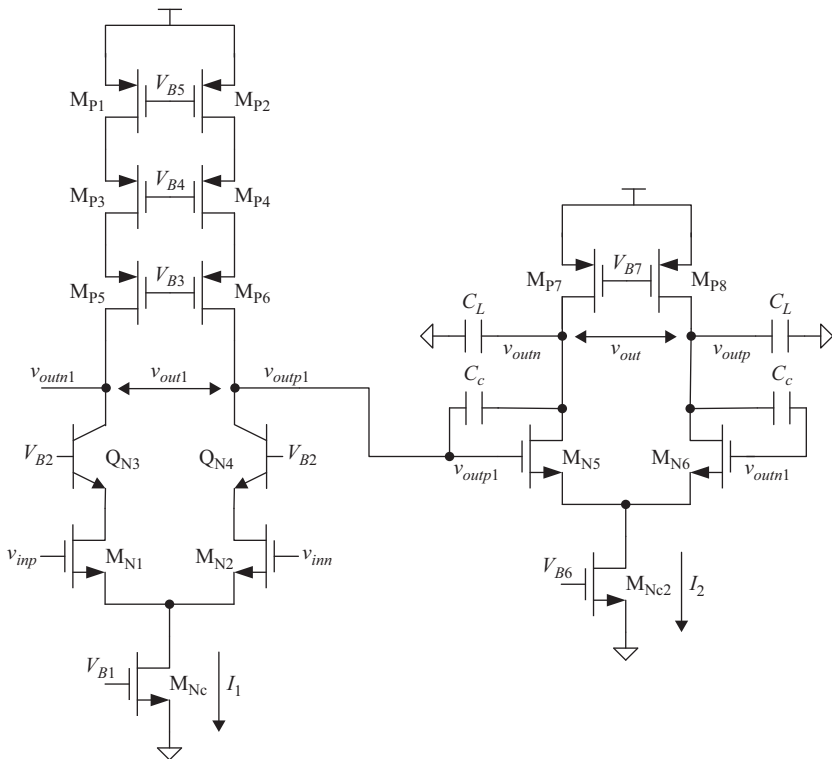 V_B5
M_P1 M_P2
V_B4
M_P3 M_P4
V_B3
M_P5 M_P6
V_B7
M_P7 M_P8
C_L C_L
v_outn v_out v_outp
v_outn1 v_out1 v_outp1
C_c C_c
V_B2 Q_N3 Q_N4 V_B2
M_N5 M_N6
v_outp1 v_outn1
v_inp M_N1 M_N2 v_inn
V_B6 M_Nc2 I_2
V_B1 M_Nc I_1